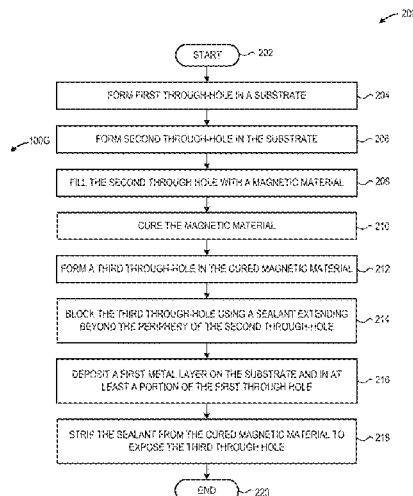 200
START
202
FORM FIRST THROUGH-HOLE IN A SUBSTRATE
204
100G
FORM SECOND THROUGH-HOLE IN THE SUBSTRATE
206
FILL THE SECOND THROUGH HOLE WITH A MAGNETIC MATERIAL
208
CURE THE MAGNETIC MATERIAL
210
FORM A THIRD THROUGH-HOLE IN THE CURED MAGNETIC MATERIAL
212
BLOCK THE THIRD THROUGH-HOLE USING A SEALANT EXTENDING
BEYOND THE PERIPHERY OF THE SECOND THROUGH-HOLE
214
DEPOSIT A FIRST METAL LAYER ON THE SUBSTRATE AND IN AT
LEAST A PORTION OF THE FIRST THROUGH HOLE
216
STRIP THE SEALANT FROM THE CURED MAGNETIC MATERIAL TO
EXPOSE THE THIRD THROUGH-HOLE
218
END
220